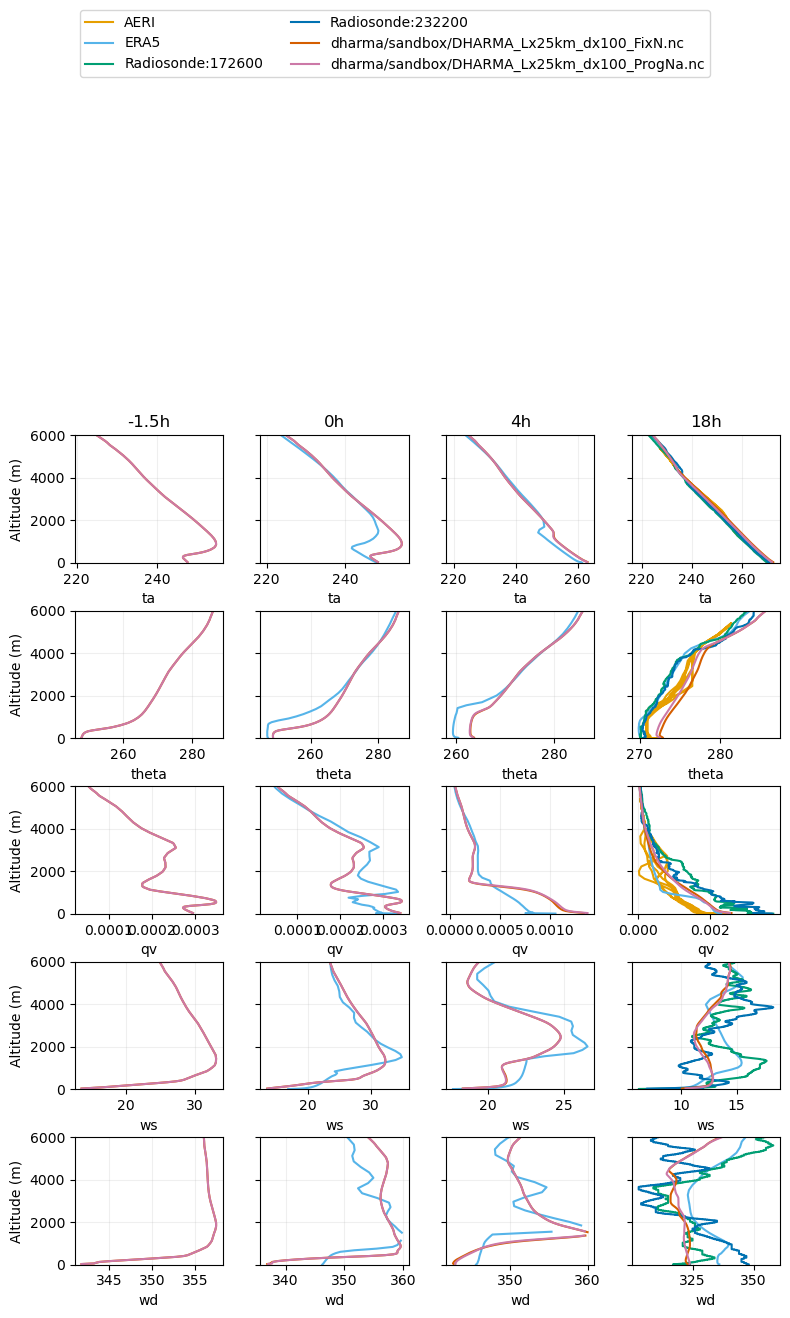 AERI
ERA5
Radiosonde:172600
Radiosonde:232200
dharma/sandbox/DHARMA_Lx25km_dx100_FixN.nc
dharma/sandbox/DHARMA_Lx25km_dx100_ProgNa.nc
-1.5h 0h 4h 18h
6000
4000
2000
0
Altitude (m)
220 240 220 240 220 240 260 220 240 260
ta ta ta ta
6000
4000
2000
0
Altitude (m)
260 280 260 280 260 270 280 270 280
theta theta theta theta
6000
4000
2000
0
Altitude (m)
0.0001 0.0002 0.0003 0.0001 0.0002 0.0003 0.0000 0.0005 0.0010 0.000 0.002
qv qv qv qv
6000
4000
2000
0
Altitude (m)
20 30 20 30 20 25 10 15
ws ws ws ws
6000
4000
2000
0
Altitude (m)
345 350 355 340 350 360 350 360 325 350
wd wd wd wd